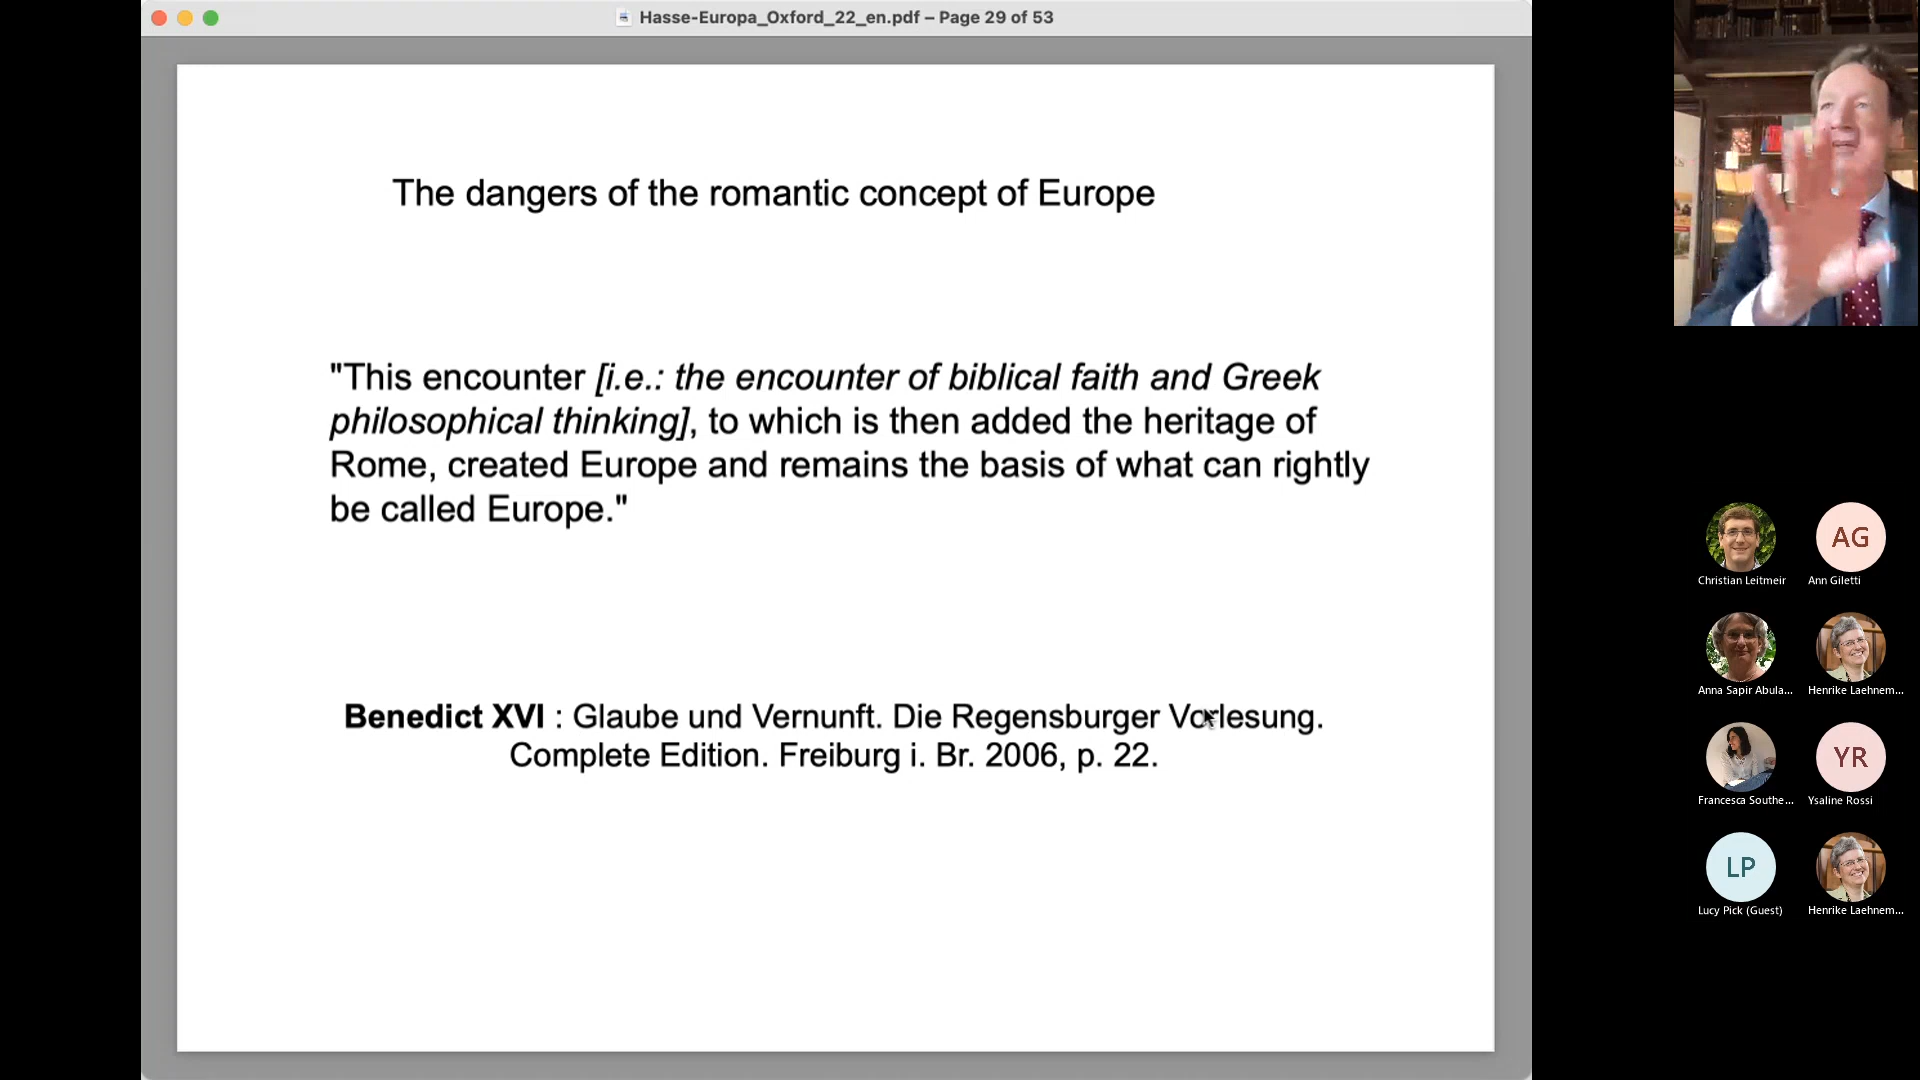 Hasse-Europa_Oxford_22_en.pdf – Page 29 of 53
The dangers of the romantic concept of Europe
"This encounter [i.e.: the encounter of biblical faith and Greek
philosophical thinking], to which is then added the heritage of
Rome, created Europe and remains the basis of what can rightly
be called Europe."
Benedict XVI : Glaube und Vernunft. Die Regensburger Vorlesung.
Complete Edition. Freiburg i. Br. 2006, p. 22.
Christian Leitmeir
AG
Ann Giletti
Anna Sapir Abula...
Henrike Laehnem...
Francesca Southe...
YR
Ysaline Rossi
LP
Lucy Pick (Guest)
Henrike Laehnem...